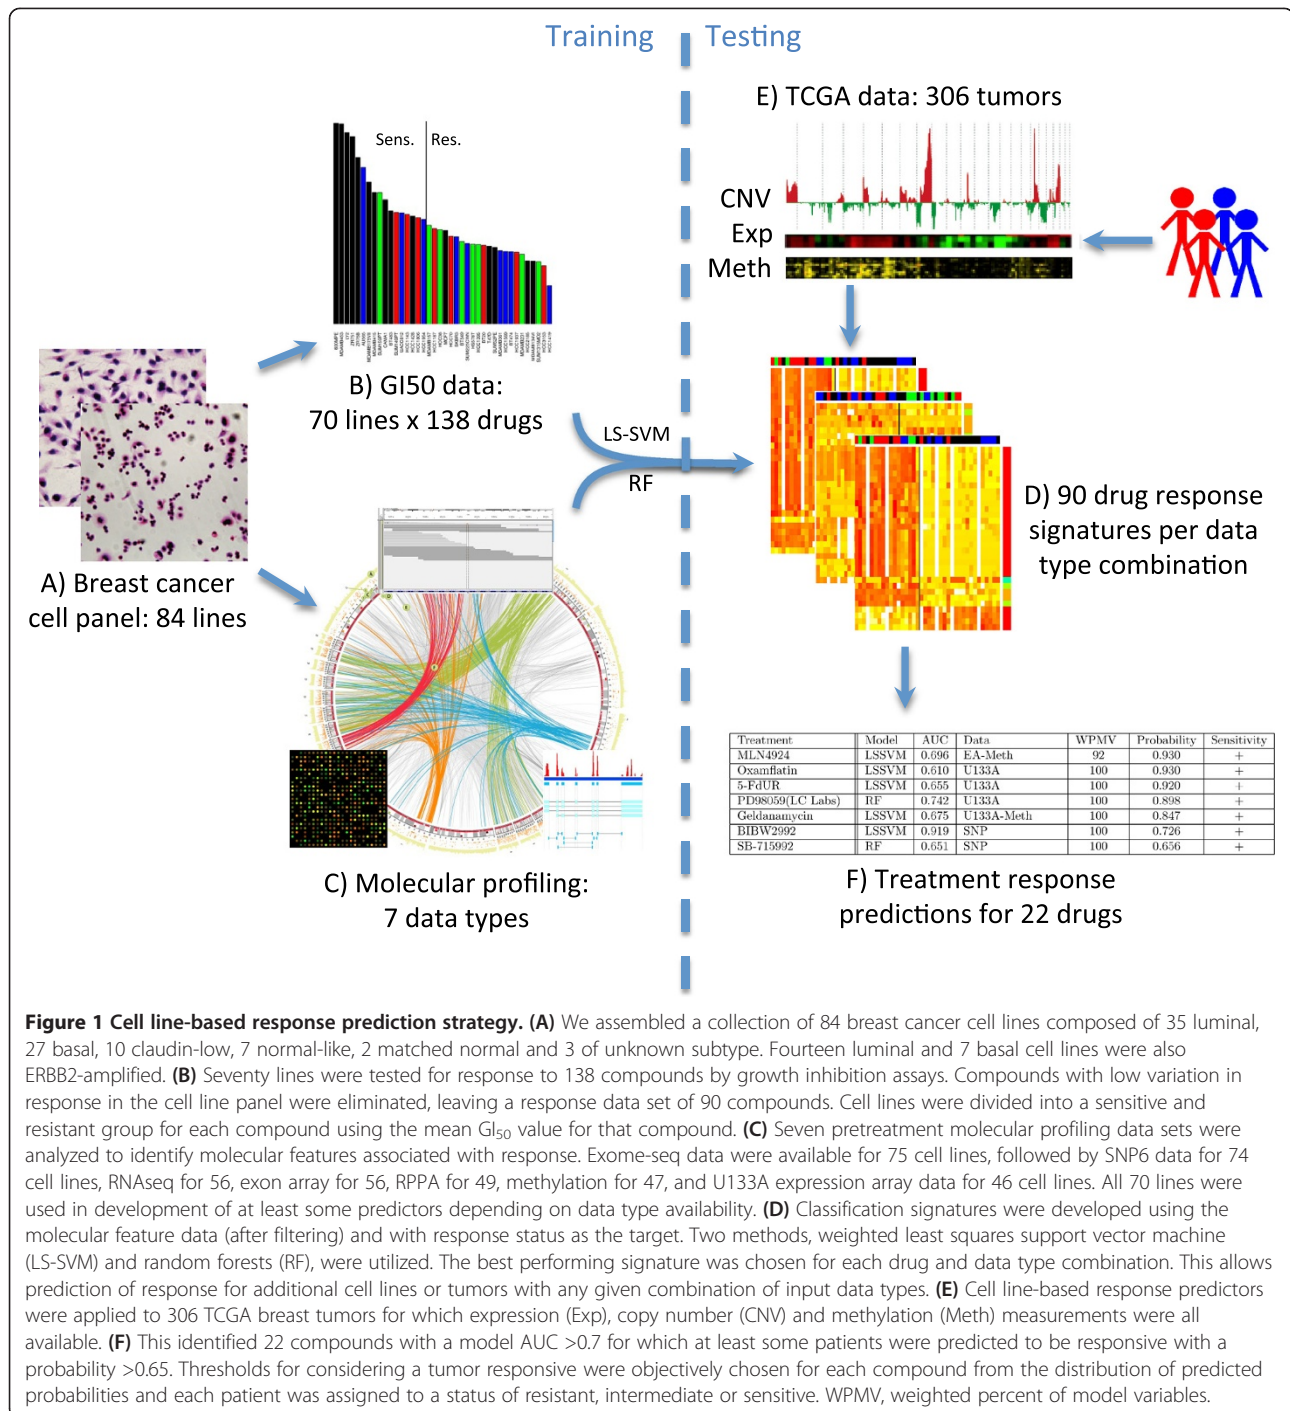 Training
Testing
E) TCGA data: 306 tumors
Sens.
Res.
CNV
Exp
Meth
B) GI50 data:
70 lines x 138 drugs
LS-SVM
RF
D) 90 drug response
signatures per data
type combination
A) Breast cancer
cell panel: 84 lines
C) Molecular profiling:
7 data types
Treatment Model AUC Data WPMV Probability Sensitivity
MLN4924 LSSVM 0.696 EA-Meth 92 0.930 +
Oxamflatin LSSVM 0.610 U133A 100 0.930 +
5-FdUR LSSVM 0.655 U133A 100 0.920 +
PD98059(LC Labs) RF 0.742 U133A 100 0.898 +
Geldanamycin LSSVM 0.675 U133A-Meth 100 0.847 +
BIBW2992 LSSVM 0.919 SNP 100 0.726 +
SB-715992 RF 0.651 SNP 100 0.656 +
F) Treatment response
predictions for 22 drugs
Figure 1 Cell line-based response prediction strategy. (A) We assembled a collection of 84 breast cancer cell lines composed of 35 luminal,
27 basal, 10 claudin-low, 7 normal-like, 2 matched normal and 3 of unknown subtype. Fourteen luminal and 7 basal cell lines were also
ERBB2-amplified. (B) Seventy lines were tested for response to 138 compounds by growth inhibition assays. Compounds with low variation in
response in the cell line panel were eliminated, leaving a response data set of 90 compounds. Cell lines were divided into a sensitive and
resistant group for each compound using the mean GI50 value for that compound. (C) Seven pretreatment molecular profiling data sets were
analyzed to identify molecular features associated with response. Exome-seq data were available for 75 cell lines, followed by SNP6 data for 74
cell lines, RNAseq for 56, exon array for 56, RPPA for 49, methylation for 47, and U133A expression array data for 46 cell lines. All 70 lines were
used in development of at least some predictors depending on data type availability. (D) Classification signatures were developed using the
molecular feature data (after filtering) and with response status as the target. Two methods, weighted least squares support vector machine
(LS-SVM) and random forests (RF), were utilized. The best performing signature was chosen for each drug and data type combination. This allows
prediction of response for additional cell lines or tumors with any given combination of input data types. (E) Cell line-based response predictors
were applied to 306 TCGA breast tumors for which expression (Exp), copy number (CNV) and methylation (Meth) measurements were all
available. (F) This identified 22 compounds with a model AUC >0.7 for which at least some patients were predicted to be responsive with a
probability >0.65. Thresholds for considering a tumor responsive were objectively chosen for each compound from the distribution of predicted
probabilities and each patient was assigned to a status of resistant, intermediate or sensitive. WPMV, weighted percent of model variables.